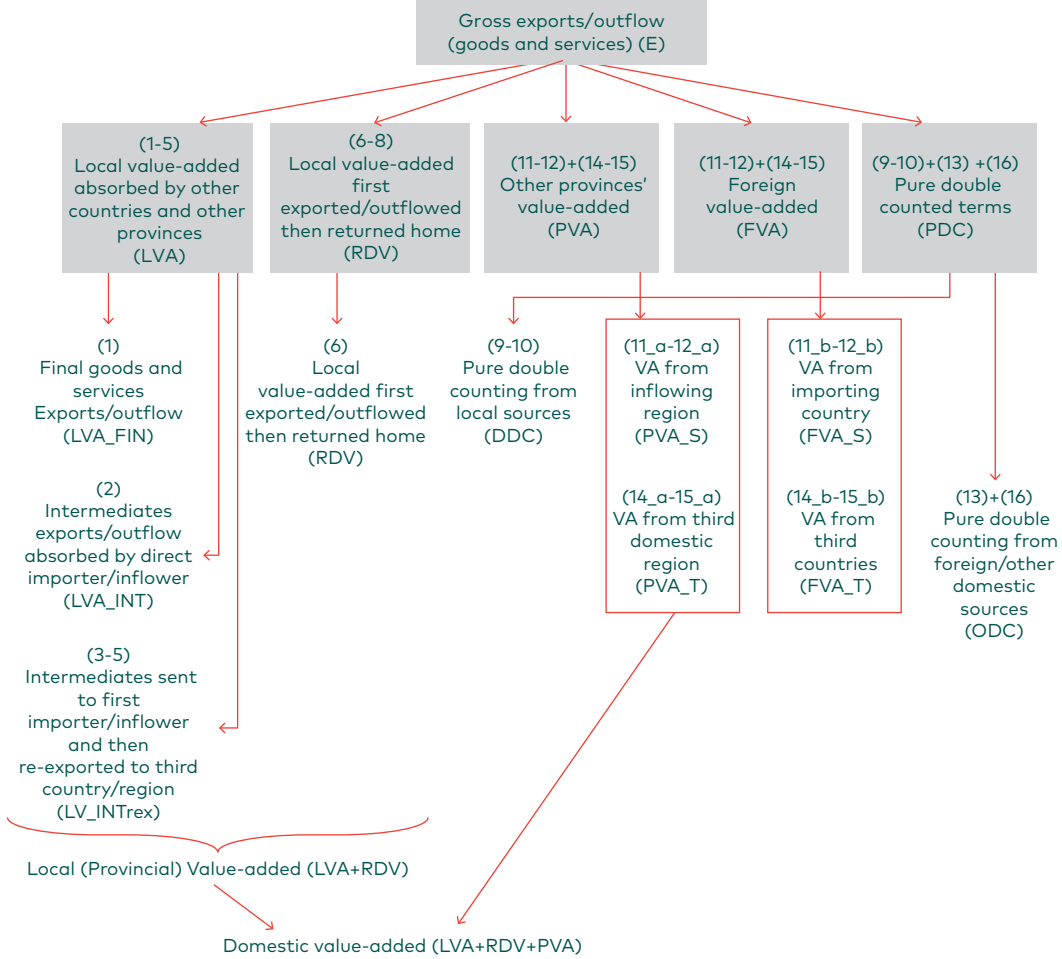 Gross exports/outflow
(goods and services) (E)
(1-5)
Local value-added
absorbed by other
countries and other
provinces
(LVA)
(6-8)
Local value-added
first
exported/outflowed
then returned home
(RDV)
(11-12)+(14-15)
Other provinces’
value-added
(PVA)
(11-12)+(14-15)
Foreign
value-added
(FVA)
(9-10)+(13) +(16)
Pure double
counted terms
(PDC)
(1)
Final goods and
services
Exports/outflow
(LVA_FIN)
(6)
Local
value-added first
exported/outflowed
then returned home
(RDV)
(9-10)
Pure double
counting from
local sources
(DDC)
(11_a-12_a)
VA from
inflowing
region
(PVA_S)
(11_b-12_b)
VA from
importing
country
(FVA_S)
(2)
Intermediates
exports/outflow
absorbed by direct
importer/inflower
(LVA_INT)
(14_a-15_a)
VA from third
domestic
region
(PVA_T)
(14_b-15_b)
VA from
third
countries
(FVA_T)
(13)+(16)
Pure double
counting from
foreign/other
domestic
sources
(ODC)
(3-5)
Intermediates sent
to first
importer/inflower
and then
re-exported to third
country/region
(LV_INTrex)
Local (Provincial) Value-added (LVA+RDV)
Domestic value-added (LVA+RDV+PVA)